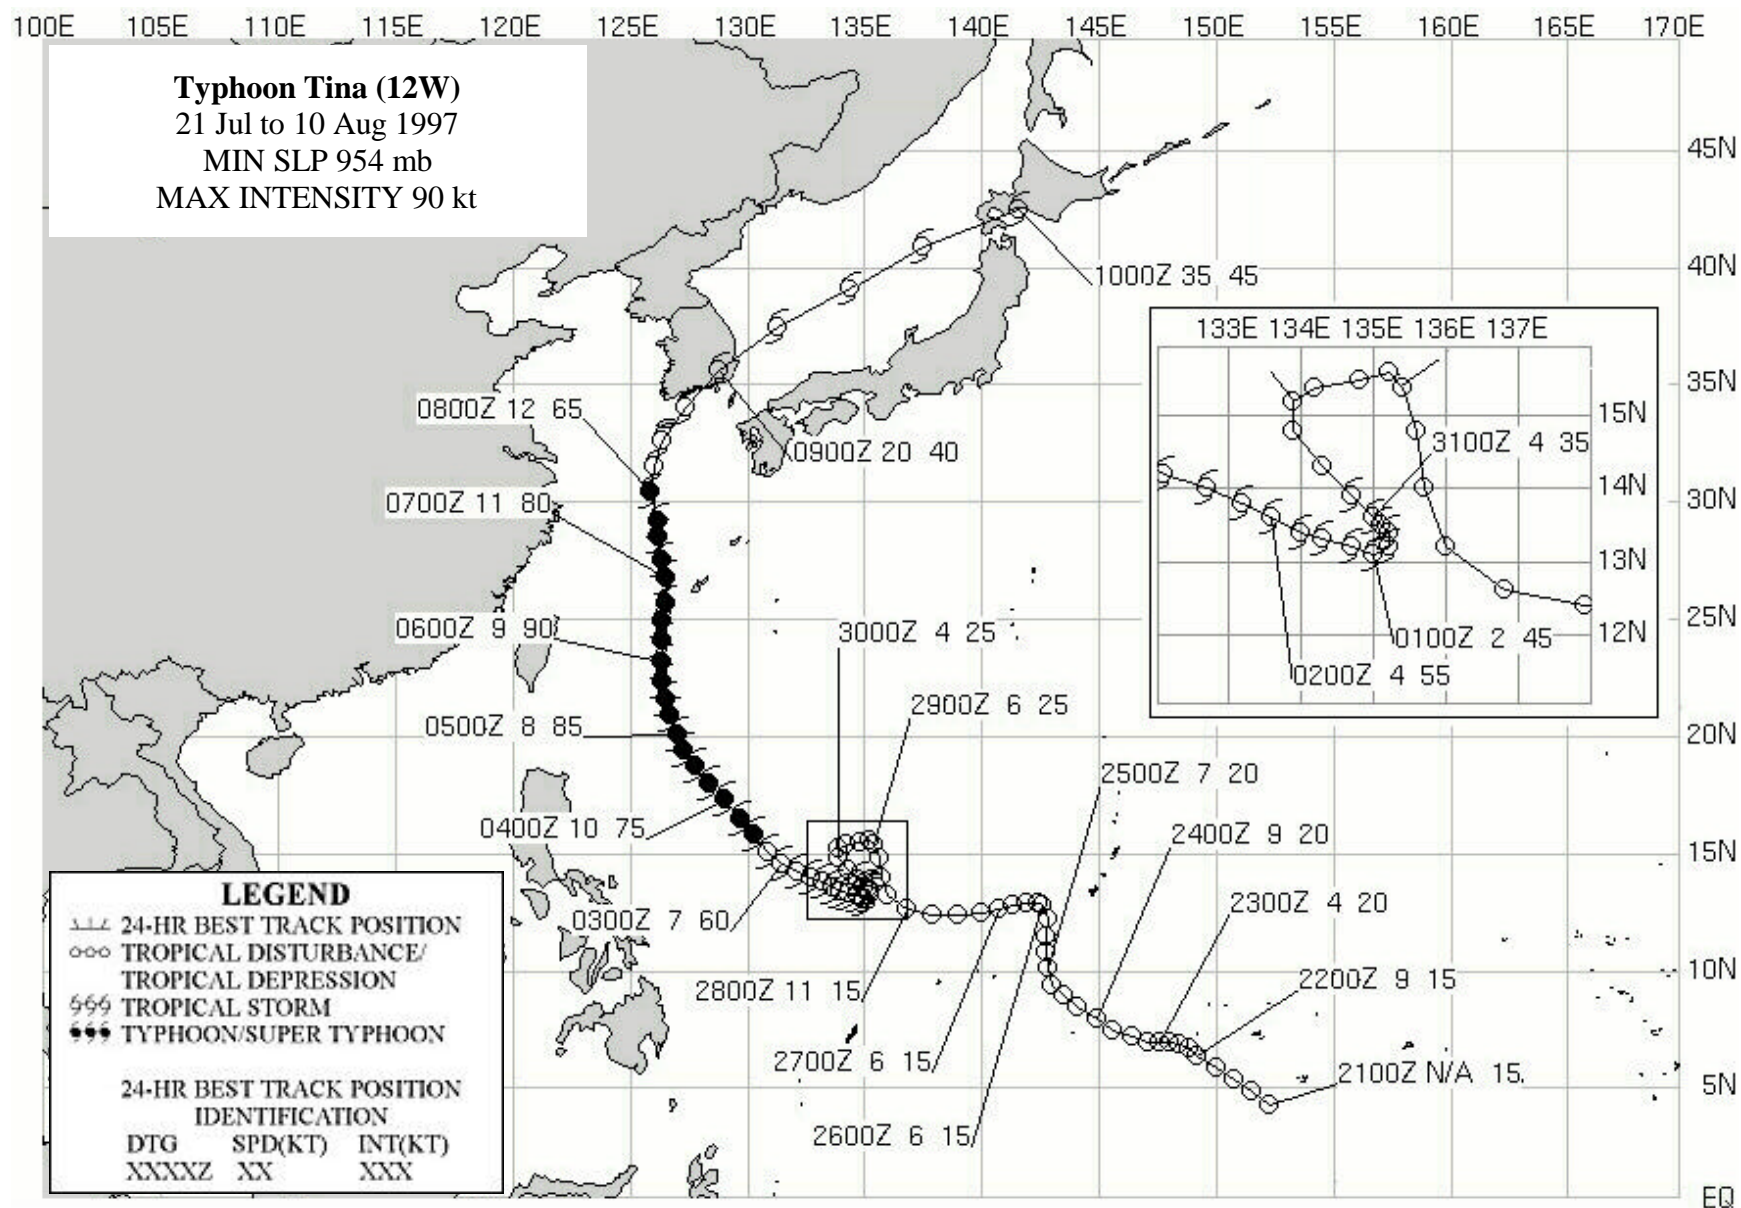 100E 105E 110E 115E 120E 125E 130E 135E 140E 145E 150E 155E 160E 165E 170E
Typhoon Tina (12W)
21 Jul to 10 Aug 1997
MIN SLP 954 mb
MAX INTENSITY 90 kt
45N
40N
35N
30N
25N
20N
15N
10N
5N
EQ
1000Z 35 45
0900Z 20 40
0800Z 12 65
0700Z 11 80
0600Z 9 90
0500Z 8 85
0400Z 10 75
0300Z 7 60
3000Z 4 25
2900Z 6 25
2800Z 11 15
2700Z 6 15
2600Z 6 15
2500Z 7 20
2400Z 9 20
2300Z 4 20
2200Z 9 15
2100Z N/A 15
133E 134E 135E 136E 137E
15N
14N
13N
12N
3100Z 4 35
0100Z 2 45
0200Z 4 55
LEGEND
24-HR BEST TRACK POSITION
TROPICAL DISTURBANCE/
TROPICAL DEPRESSION
TROPICAL STORM
TYPHOON/SUPER TYPHOON
24-HR BEST TRACK POSITION
IDENTIFICATION
DTG SPD(KT) INT(KT)
XXXXZ XX XXX